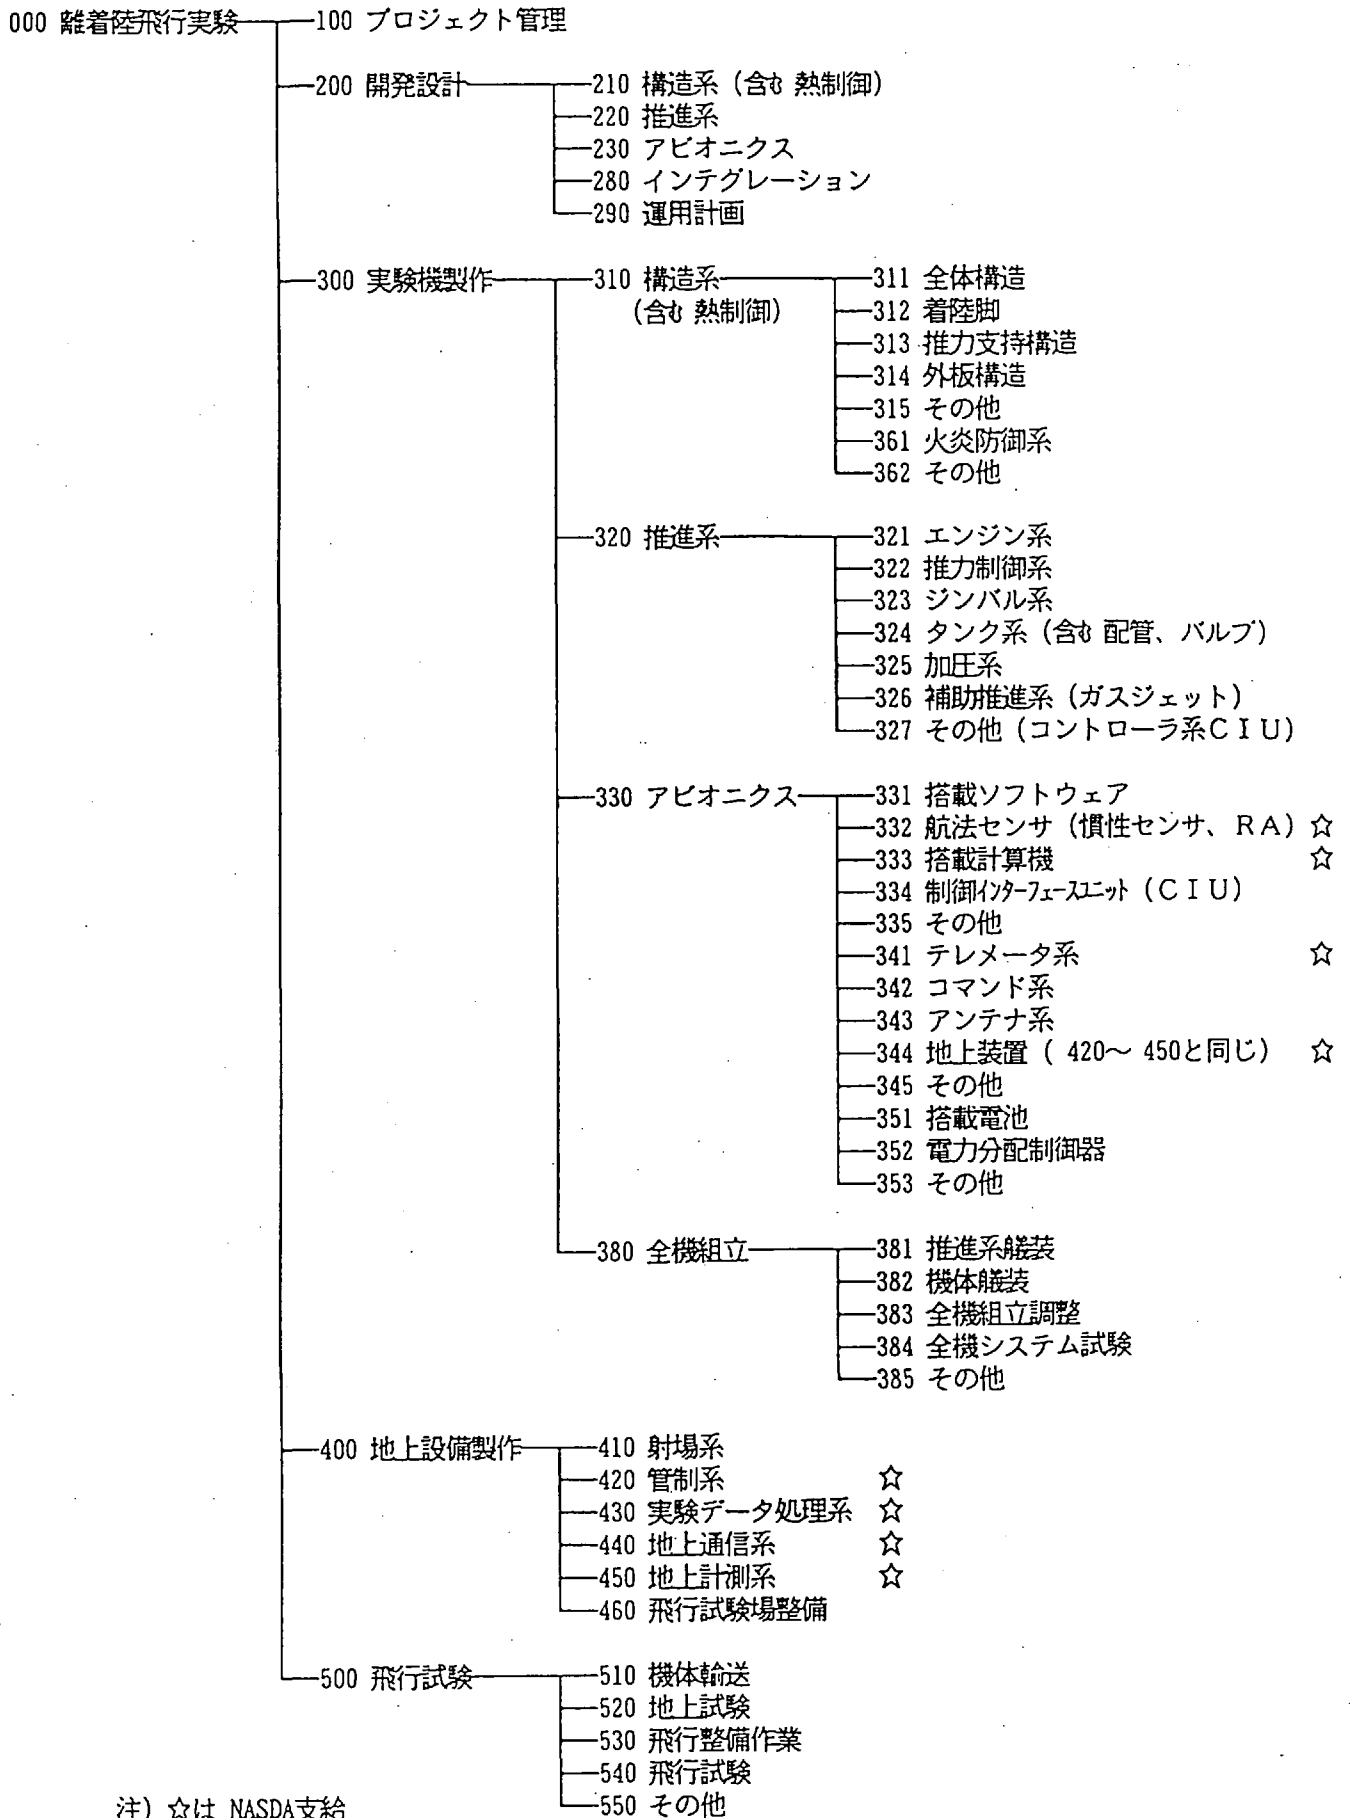 000 離着陸飛行実験
100 プロジェクト管理
200 開発設計
210 構造系（含む 熱制御）
220 推進系
230 アビオニクス
280 インテグレーション
290 運用計画
300 実験機製作
310 構造系
（含む 熱制御）
311 全体構造
312 着陸脚
313 推力支持構造
314 外板構造
315 その他
361 火炎防御系
362 その他
320 推進系
321 エンジン系
322 推力制御系
323 ジンバル系
324 タンク系（含む 配管、バルブ）
325 加圧系
326 補助推進系（ガスジェット）
327 その他（コントローラ系ＣＩＵ）
330 アビオニクス
331 搭載ソフトウェア
332 航法センサ（慣性センサ、ＲＡ）☆
333 搭載計算機 ☆
334 制御インターフェースユニット（ＣＩＵ）
335 その他
341 テレメータ系 ☆
342 コマンド系
343 アンテナ系
344 地上装置（ 420～ 450と同じ） ☆
345 その他
351 搭載電池
352 電力分配制御器
353 その他
380 全機組立
381 推進系艤装
382 機体艤装
383 全機組立調整
384 全機システム試験
385 その他
400 地上設備製作
410 射場系
420 管制系 ☆
430 実験データ処理系 ☆
440 地上通信系 ☆
450 地上計測系 ☆
460 飛行試験場整備
500 飛行試験
510 機体輸送
520 地上試験
530 飛行整備作業
540 飛行試験
550 その他
注）☆は NASDA支給